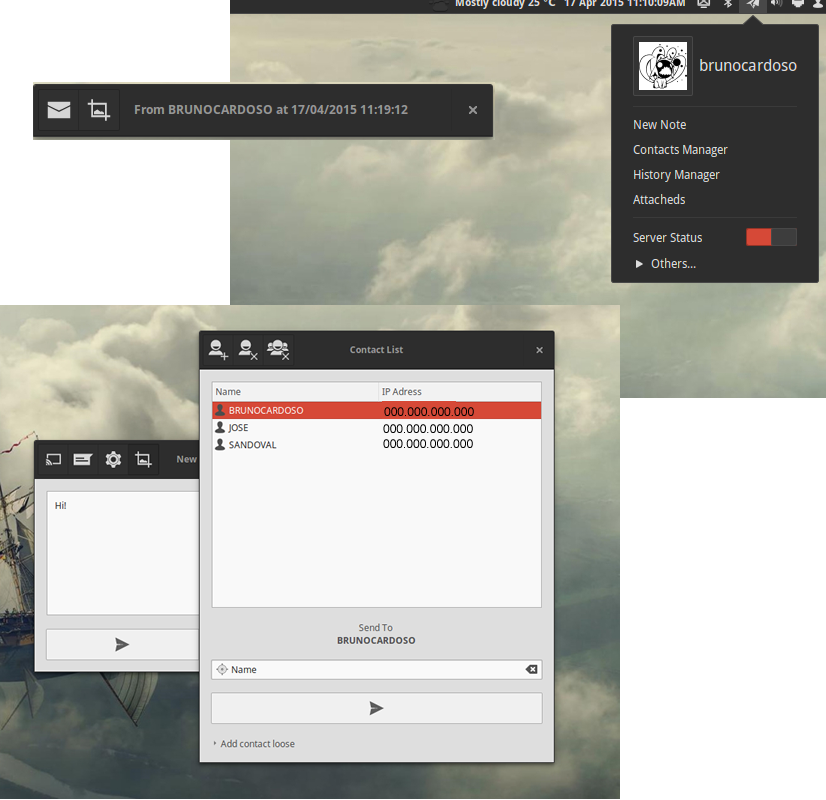 Mostly cloudy 25 °C 17 Apr 2015 11:10:09AM
brunocardoso
From BRUNOCARDOSO at 17/04/2015 11:19:12
New Note
Contacts Manager
History Manager
Attacheds
Server Status
Others...
Contact List
Name IP Adress
BRUNOCARDOSO 000.000.000.000
JOSE 000.000.000.000
SANDOVAL 000.000.000.000
New
Hi!
Send To
BRUNOCARDOSO
Name
Add contact loose